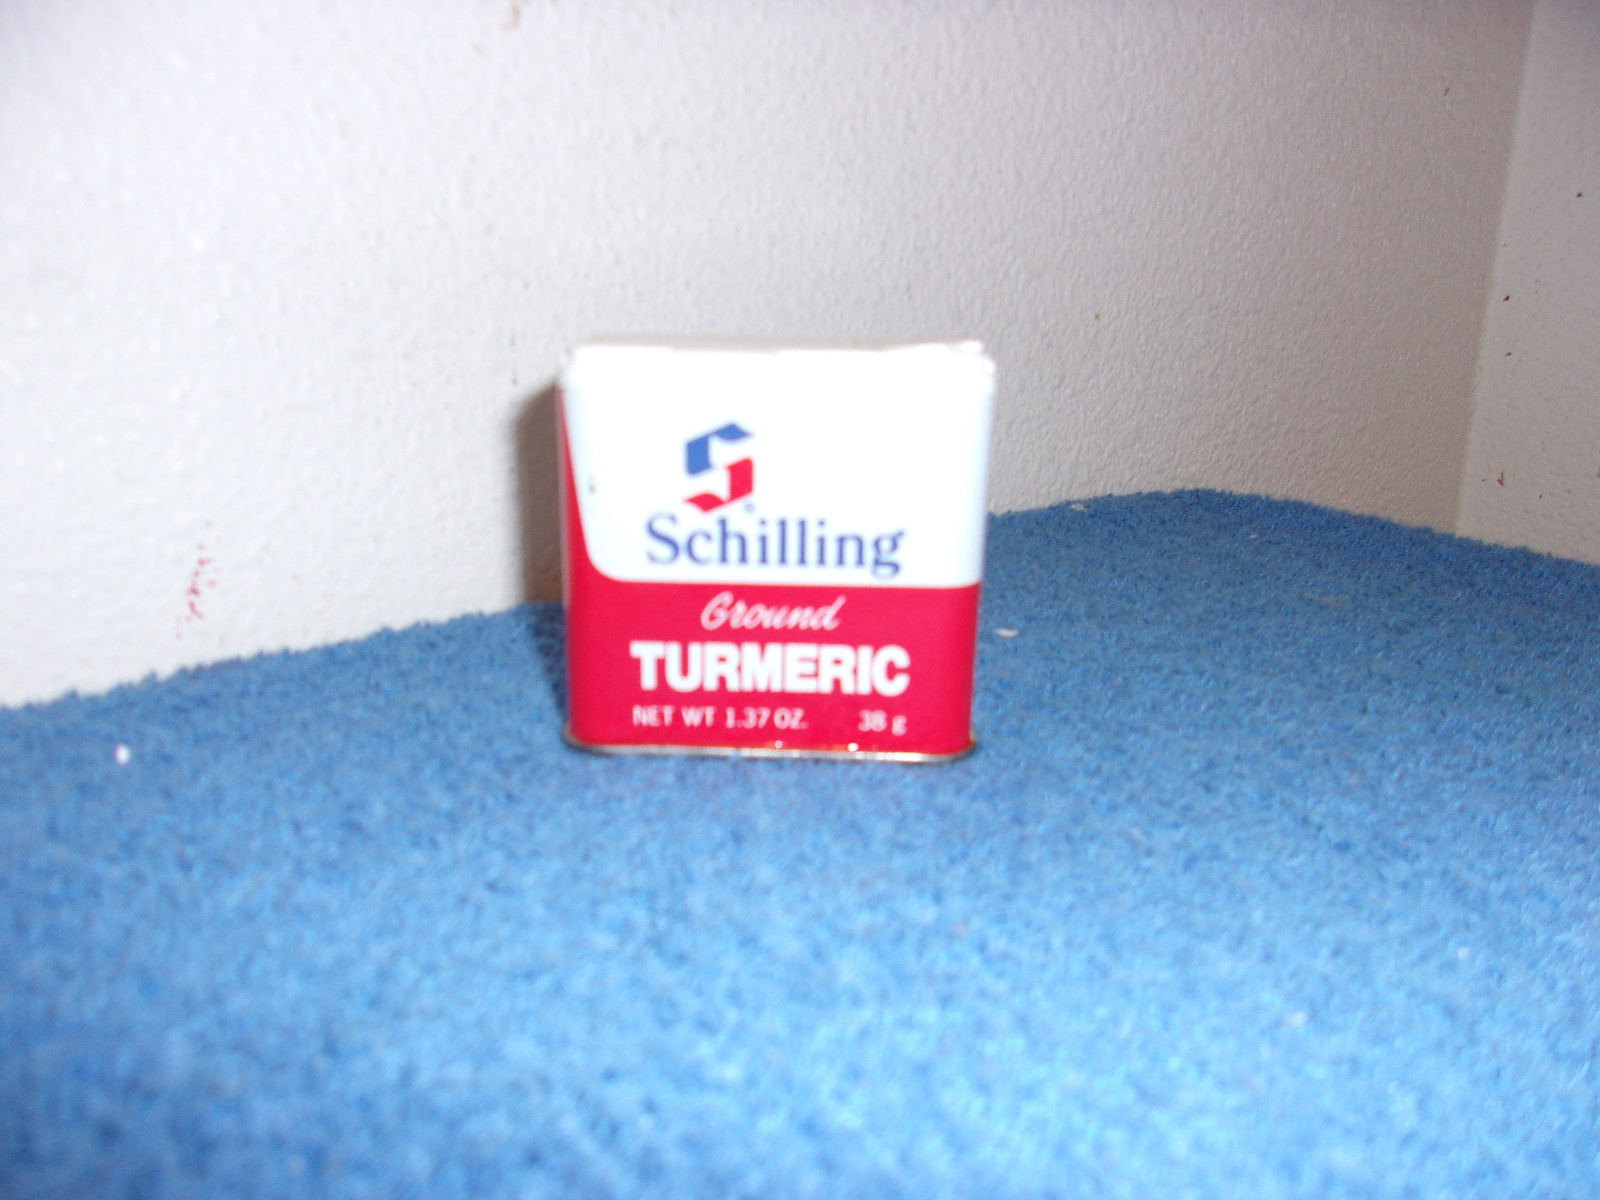 Schilling
Ground
TURMERIC
NET WT 1.37 OZ. 38 g